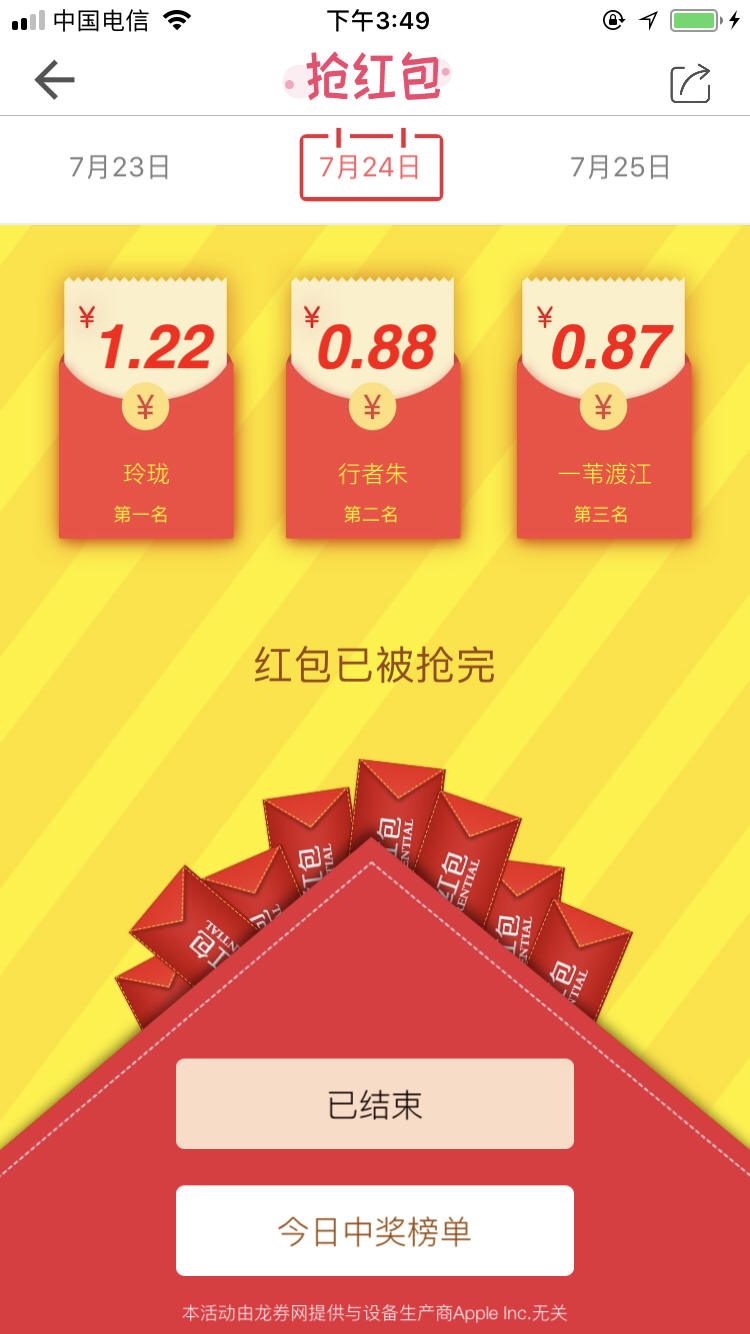 中国电信 下午3:49
抢红包
7月23日 7月24日 7月25日
¥1.22 ¥0.88 ¥0.87
¥ ¥ ¥
玲珑 行者朱 一苇渡江
第一名 第二名 第三名
红包已被抢完
已结束
今日中奖榜单
本活动由龙券网提供与设备生产商Apple Inc.无关